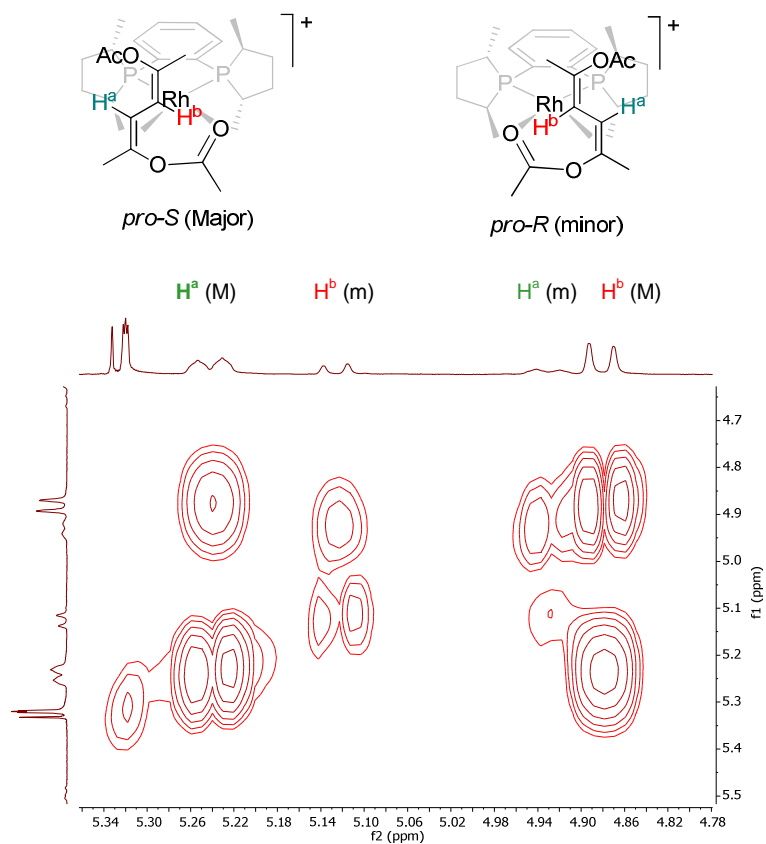 + +
AcO OAc
P P P P
Hᵃ Rh Hᵇ O Rh Hᵇ Hᵃ
O O
pro-S (Major) pro-R (minor)
Hᵃ (M) Hᵇ (m) Hᵃ (m) Hᵇ (M)
4.7
4.8
4.9
5.0
5.1
5.2
5.3
5.4
5.5
f1 (ppm)
5.34 5.30 5.26 5.22 5.18 5.14 5.10 5.06 5.02 4.98 4.94 4.90 4.86 4.82 4.78
f2 (ppm)